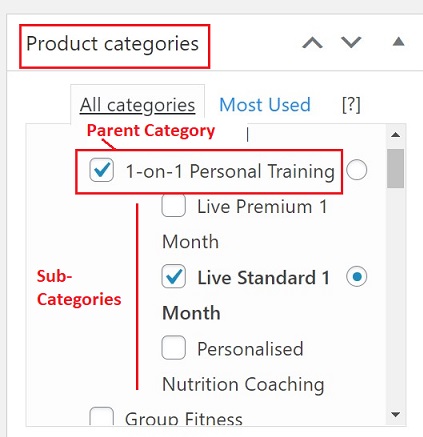 Product categories
All categories Most Used [?]
Parent Category
1-on-1 Personal Training
Live Premium 1
Month
Sub-
Categories
Live Standard 1
Month
Personalised
Nutrition Coaching
Group Fitness